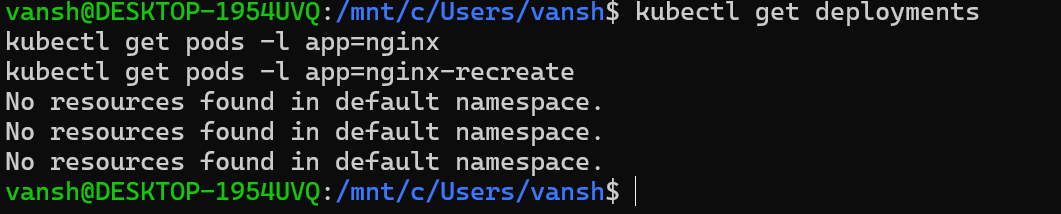 vansh@DESKTOP-1954UVQ:/mnt/c/Users/vansh$ kubectl get deployments
kubectl get pods -l app=nginx
kubectl get pods -l app=nginx-recreate
No resources found in default namespace.
No resources found in default namespace.
No resources found in default namespace.
vansh@DESKTOP-1954UVQ:/mnt/c/Users/vansh$